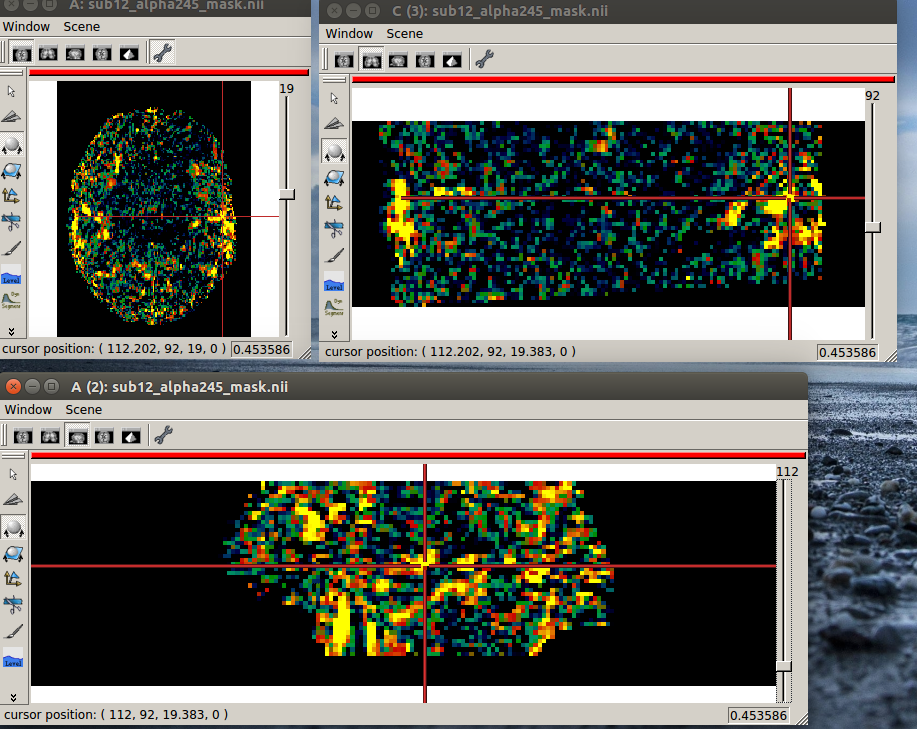 A: sub12_alpha245_mask.nii
Window Scene
19
Level
Segment
cursor position: ( 112.202, 92, 19, 0 )
0.453586
C (3): sub12_alpha245_mask.nii
Window Scene
92
Level
Segment
cursor position: ( 112.202, 92, 19.383, 0 )
0.453586
A (2): sub12_alpha245_mask.nii
Window Scene
112
Level
cursor position: ( 112, 92, 19.383, 0 )
0.453586